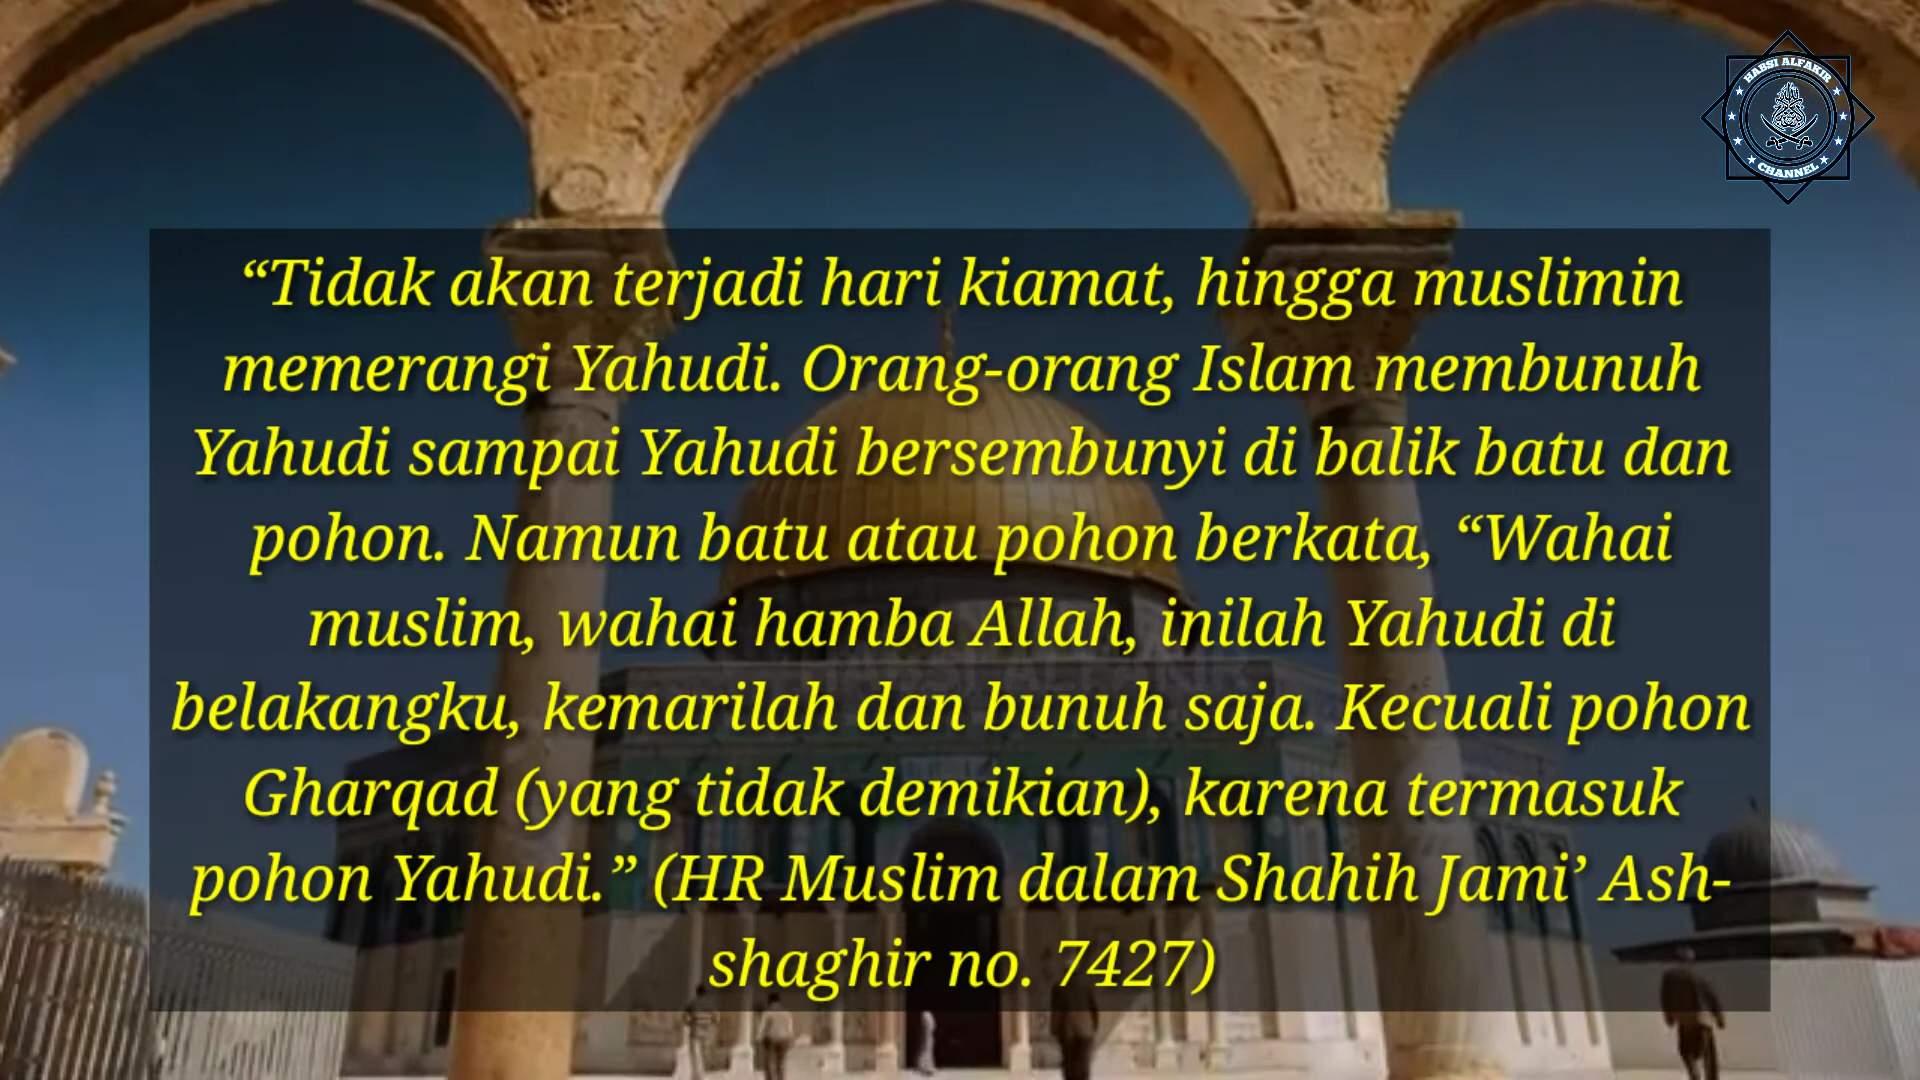 HABSI ALFAKIR
CHANNEL
“Tidak akan terjadi hari kiamat, hingga muslimin
memerangi Yahudi. Orang-orang Islam membunuh
Yahudi sampai Yahudi bersembunyi di balik batu dan
pohon. Namun batu atau pohon berkata, “Wahai
muslim, wahai hamba Allah, inilah Yahudi di
belakangku, kemarilah dan bunuh saja. Kecuali pohon
Gharqad (yang tidak demikian), karena termasuk
pohon Yahudi.” (HR Muslim dalam Shahih Jami’ Ash-
shaghir no. 7427)